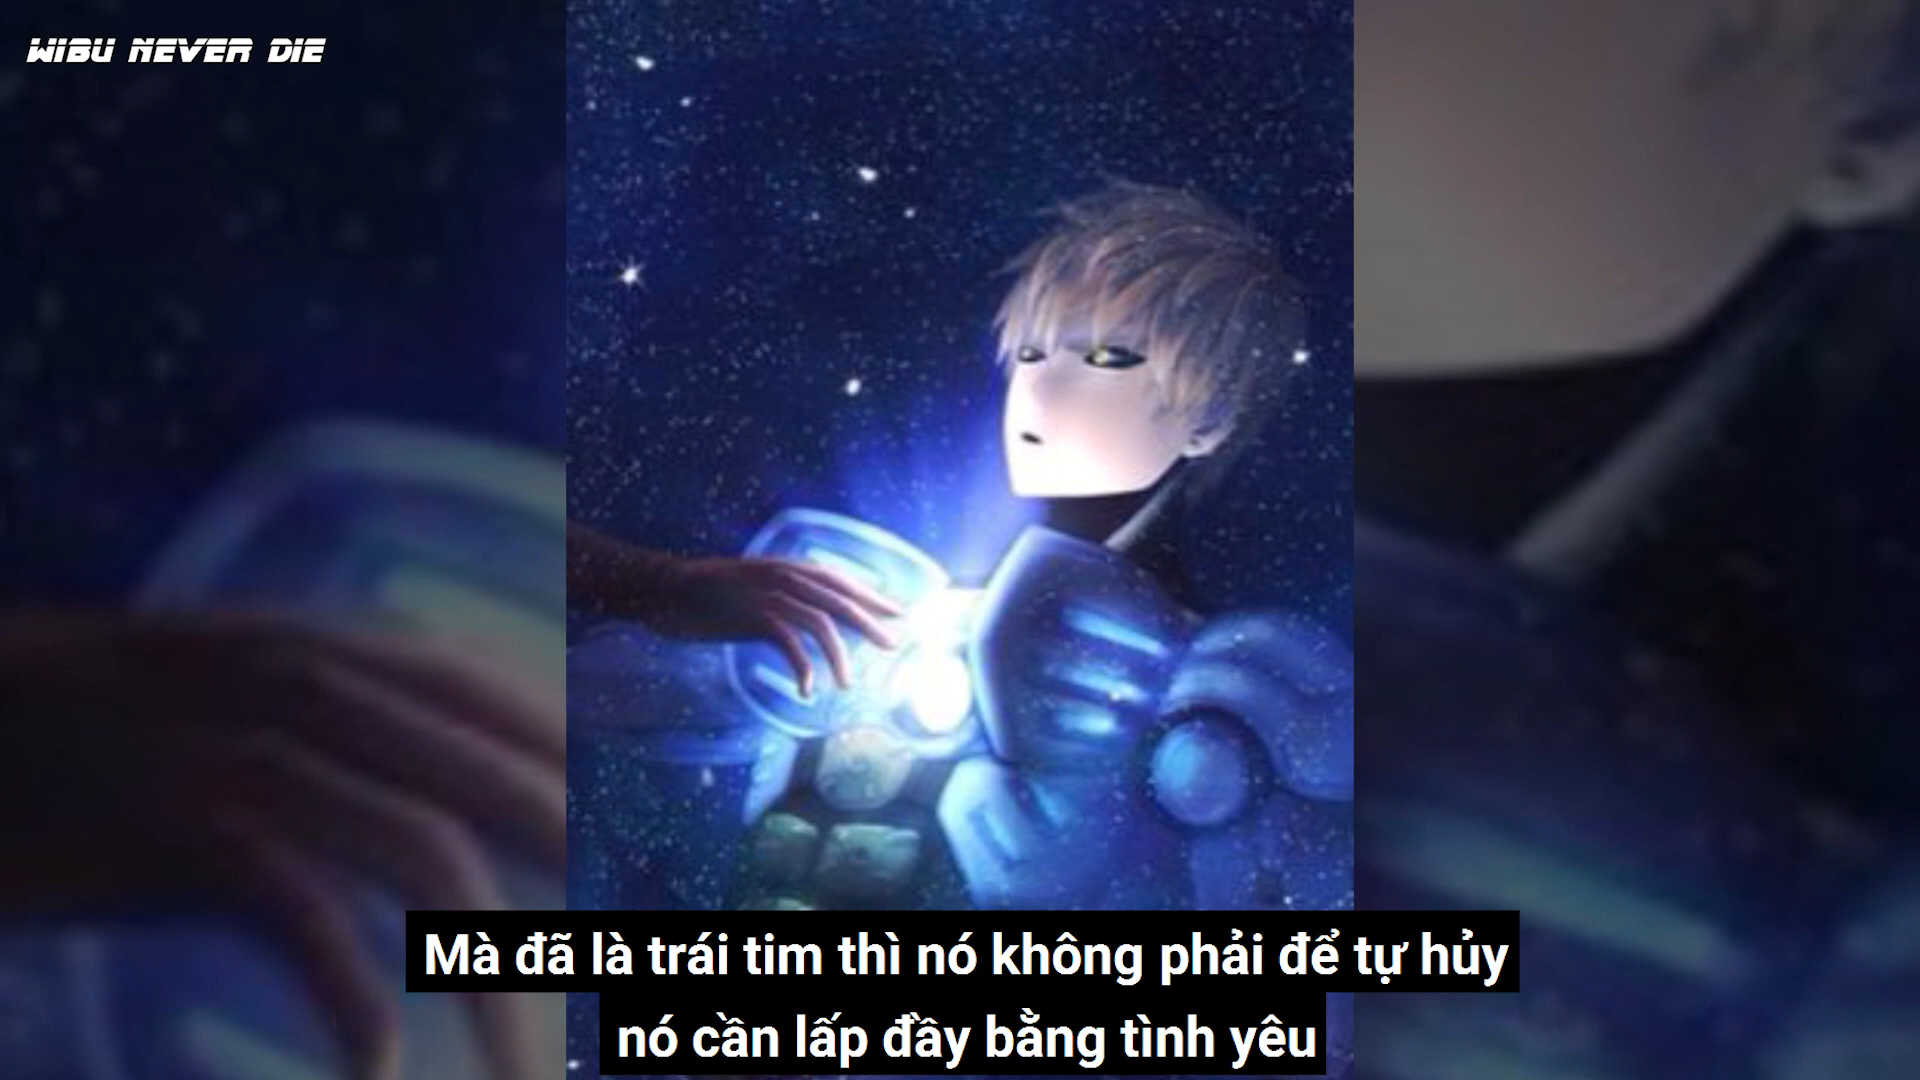 WIBU NEVER DIE
Mà đã là trái tim thì nó không phải để tự hủy
nó cần lấp đầy bằng tình yêu